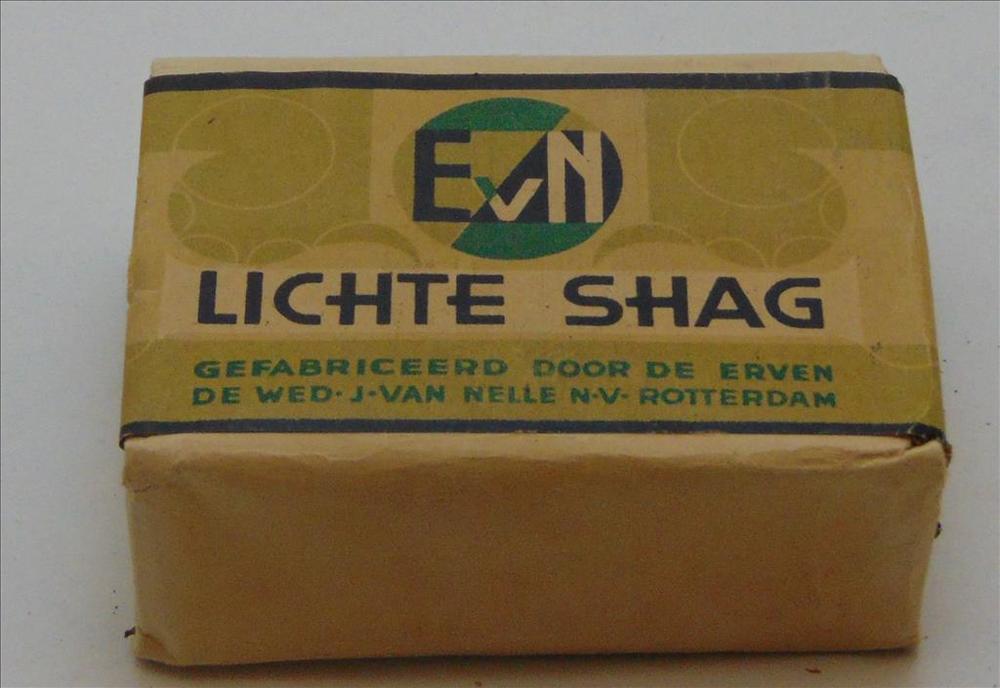 EvN
LICHTE SHAG
GEFABRICEERD DOOR DE ERVEN
DE WED· J·VAN NELLE N·V· ROTTERDAM